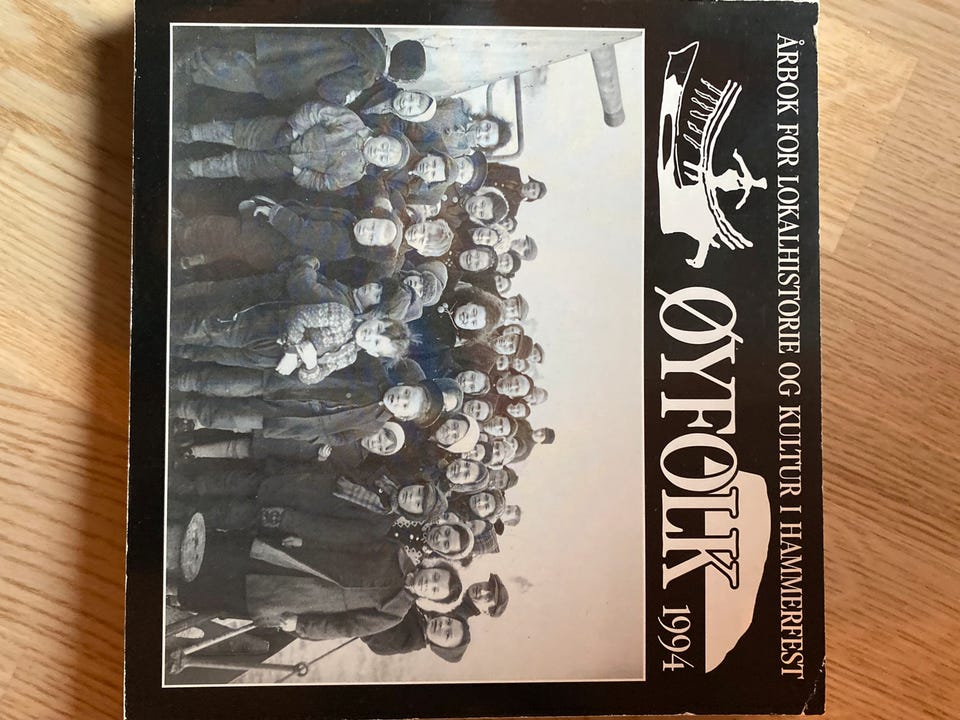 ÅRBOK FOR LOKALHISTORIE OG KULTUR I HAMMERFEST
ØYFOLK 1994